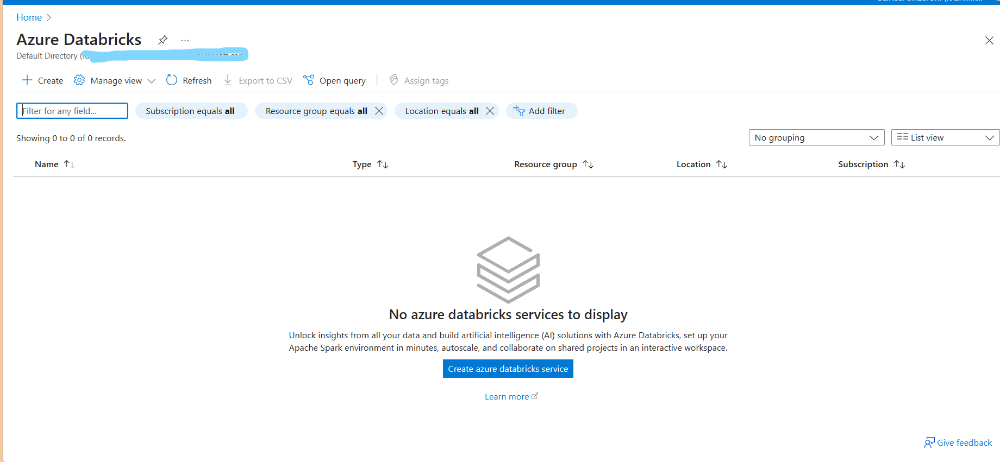 Home
Azure Databricks
Default Directory
Create Manage view Refresh Export to CSV Open query Assign tags
Filter for any field... Subscription equals all Resource group equals all Location equals all Add filter
Showing 0 to 0 of 0 records.
No grouping List view
Name Type Resource group Location Subscription
No azure databricks services to display
Unlock insights from all your data and build artificial intelligence (AI) solutions with Azure Databricks, set up your
Apache Spark environment in minutes, autoscale, and collaborate on shared projects in an interactive workspace.
Create azure databricks service
Learn more
Give feedback